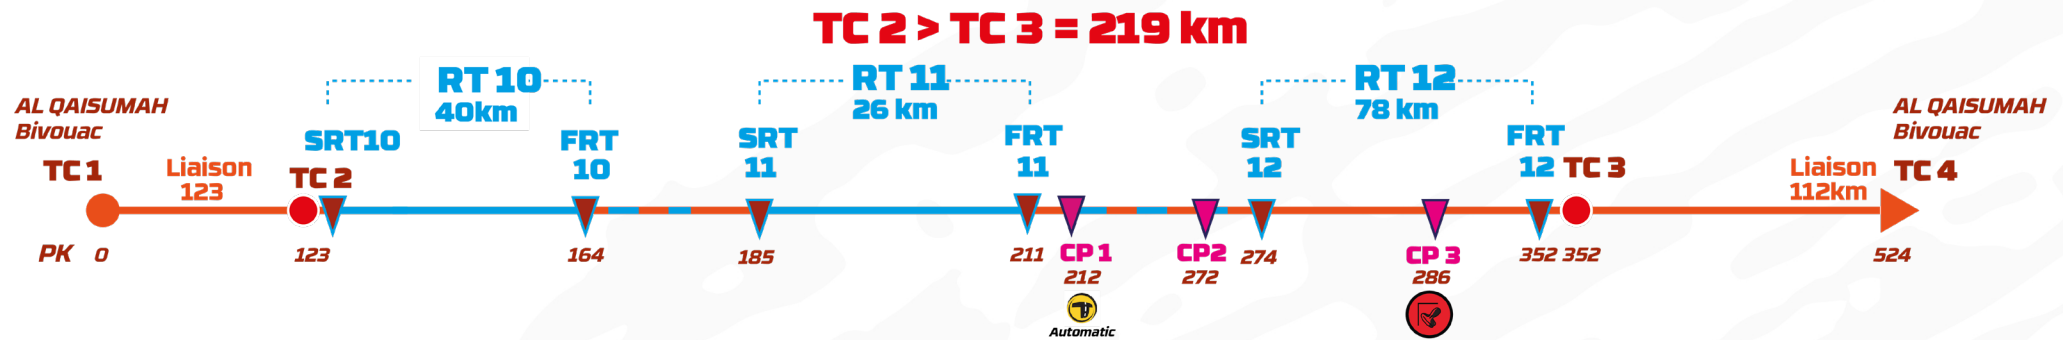 TC 2 > TC 3 = 219 km
RT 10
40km
RT 11
26 km
RT 12
78 km
AL QAISUMAH
Bivouac
TC 1
Liaison
123
SRT10
TC 2
FRT
10
SRT
11
FRT
11
SRT
12
FRT
12
TC 3
Liaison
112km
AL QAISUMAH
Bivouac
TC 4
PK 0
123
164
185
211
CP 1
212
Automatic
CP2
272
274
CP 3
286
352 352
524